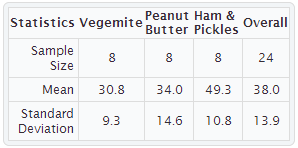 Statistics Vegemite Peanut Butter Ham & Pickles Overall
Sample Size 8 8 8 24
Mean 30.8 34.0 49.3 38.0
Standard Deviation 9.3 14.6 10.8 13.9